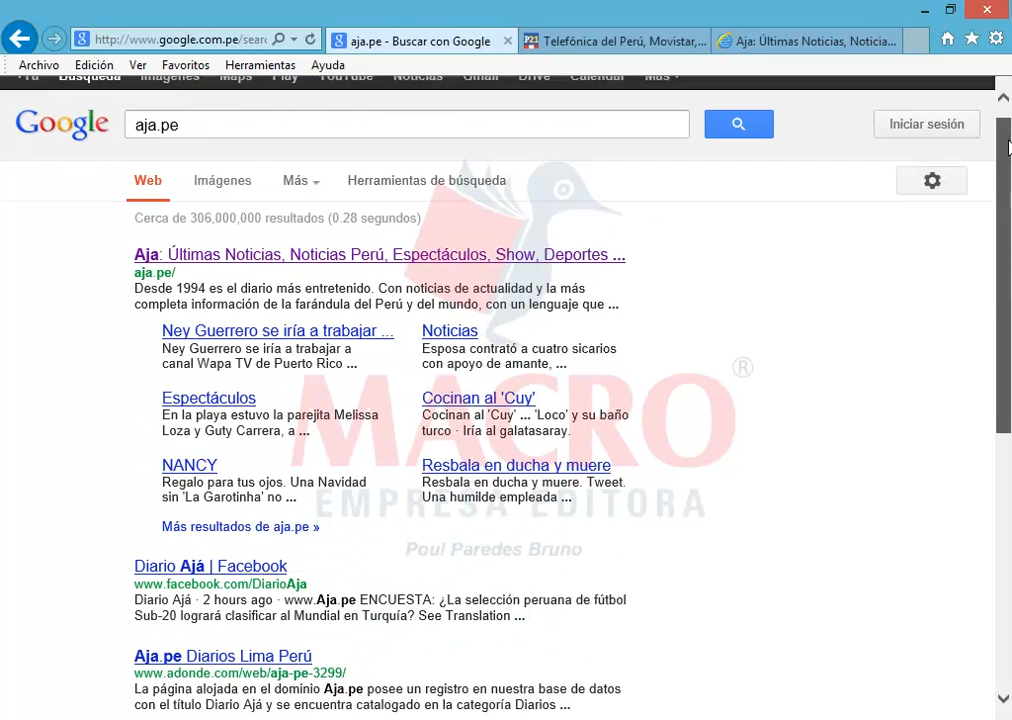 http://www.google.com.pe/searc
aja.pe - Buscar con Google
Telefónica del Perú, Movistar,...
Aja: Últimas Noticias, Noticia...
Archivo Edición Ver Favoritos Herramientas Ayuda
+Tú Búsqueda Imágenes Maps Play YouTube Noticias Gmail Drive Calendar Más
Google
aja.pe
Iniciar sesión
Web Imágenes Más Herramientas de búsqueda
Cerca de 306,000,000 resultados (0.28 segundos)
Aja: Últimas Noticias, Noticias Perú, Espectáculos, Show, Deportes ...
aja.pe/
Desde 1994 es el diario más entretenido. Con noticias de actualidad y la más
completa información de la farándula del Perú y del mundo, con un lenguaje que ...
Ney Guerrero se iría a trabajar ...
Ney Guerrero se iría a trabajar a
canal Wapa TV de Puerto Rico ...
Noticias
Esposa contrató a cuatro sicarios
con apoyo de amante, ...
Espectáculos
En la playa estuvo la parejita Melissa
Loza y Guty Carrera, a ...
Cocinan al 'Cuy'
Cocinan al 'Cuy' ... 'Loco' y su baño
turco · Iría al galatasaray.
NANCY
Regalo para tus ojos. Una Navidad
sin 'La Garotinha' no ...
Resbala en ducha y muere
Resbala en ducha y muere. Tweet.
Una humilde empleada ...
Más resultados de aja.pe »
MACRO®
EMPRESA EDITORA
Poul Paredes Bruno
Diario Ajá | Facebook
www.facebook.com/DiarioAja
Diario Ajá · 2 hours ago · www.Aja.pe ENCUESTA: ¿La selección peruana de fútbol
Sub-20 logrará clasificar al Mundial en Turquía? See Translation ...
Aja.pe Diarios Lima Perú
www.adonde.com/web/aja-pe-3299/
La página alojada en el dominio Aja.pe posee un registro en nuestra base de datos
con el título Diario Ajá y se encuentra catalogado en la categoría Diarios ...